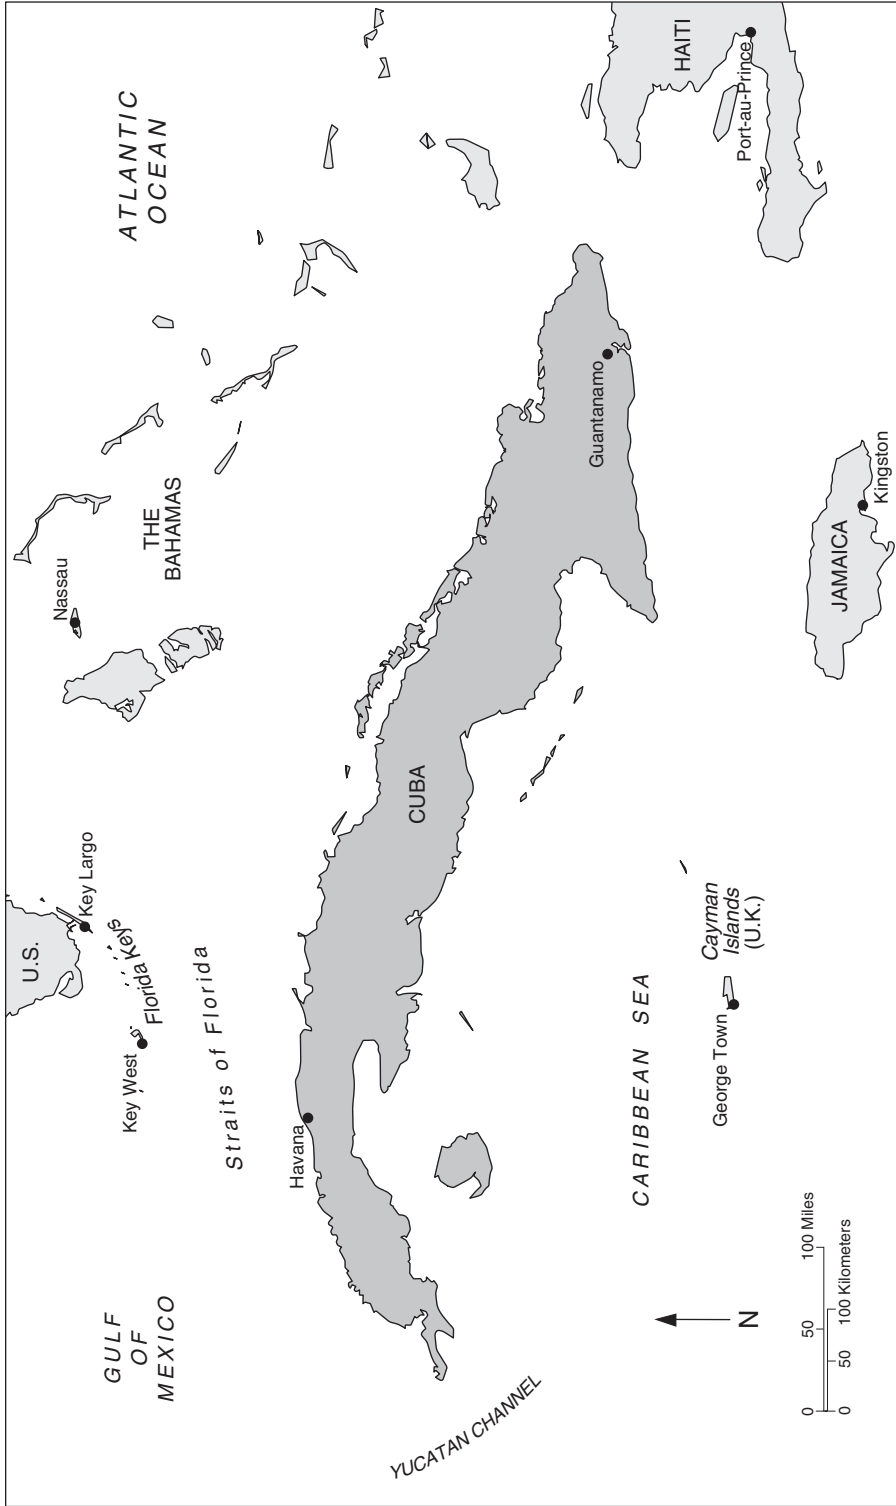 GULF
OF
MEXICO
U.S.
Key Largo
Florida Keys
Key West
Straits of Florida
Nassau
THE
BAHAMAS
ATLANTIC
OCEAN
Havana
CUBA
Guantanamo
HAITI
Port-au-Prince
YUCATAN CHANNEL
CARIBBEAN SEA
Cayman
Islands
(U.K.)
George Town
JAMAICA
Kingston
N
0 50 100 Miles
0 50 100 Kilometers